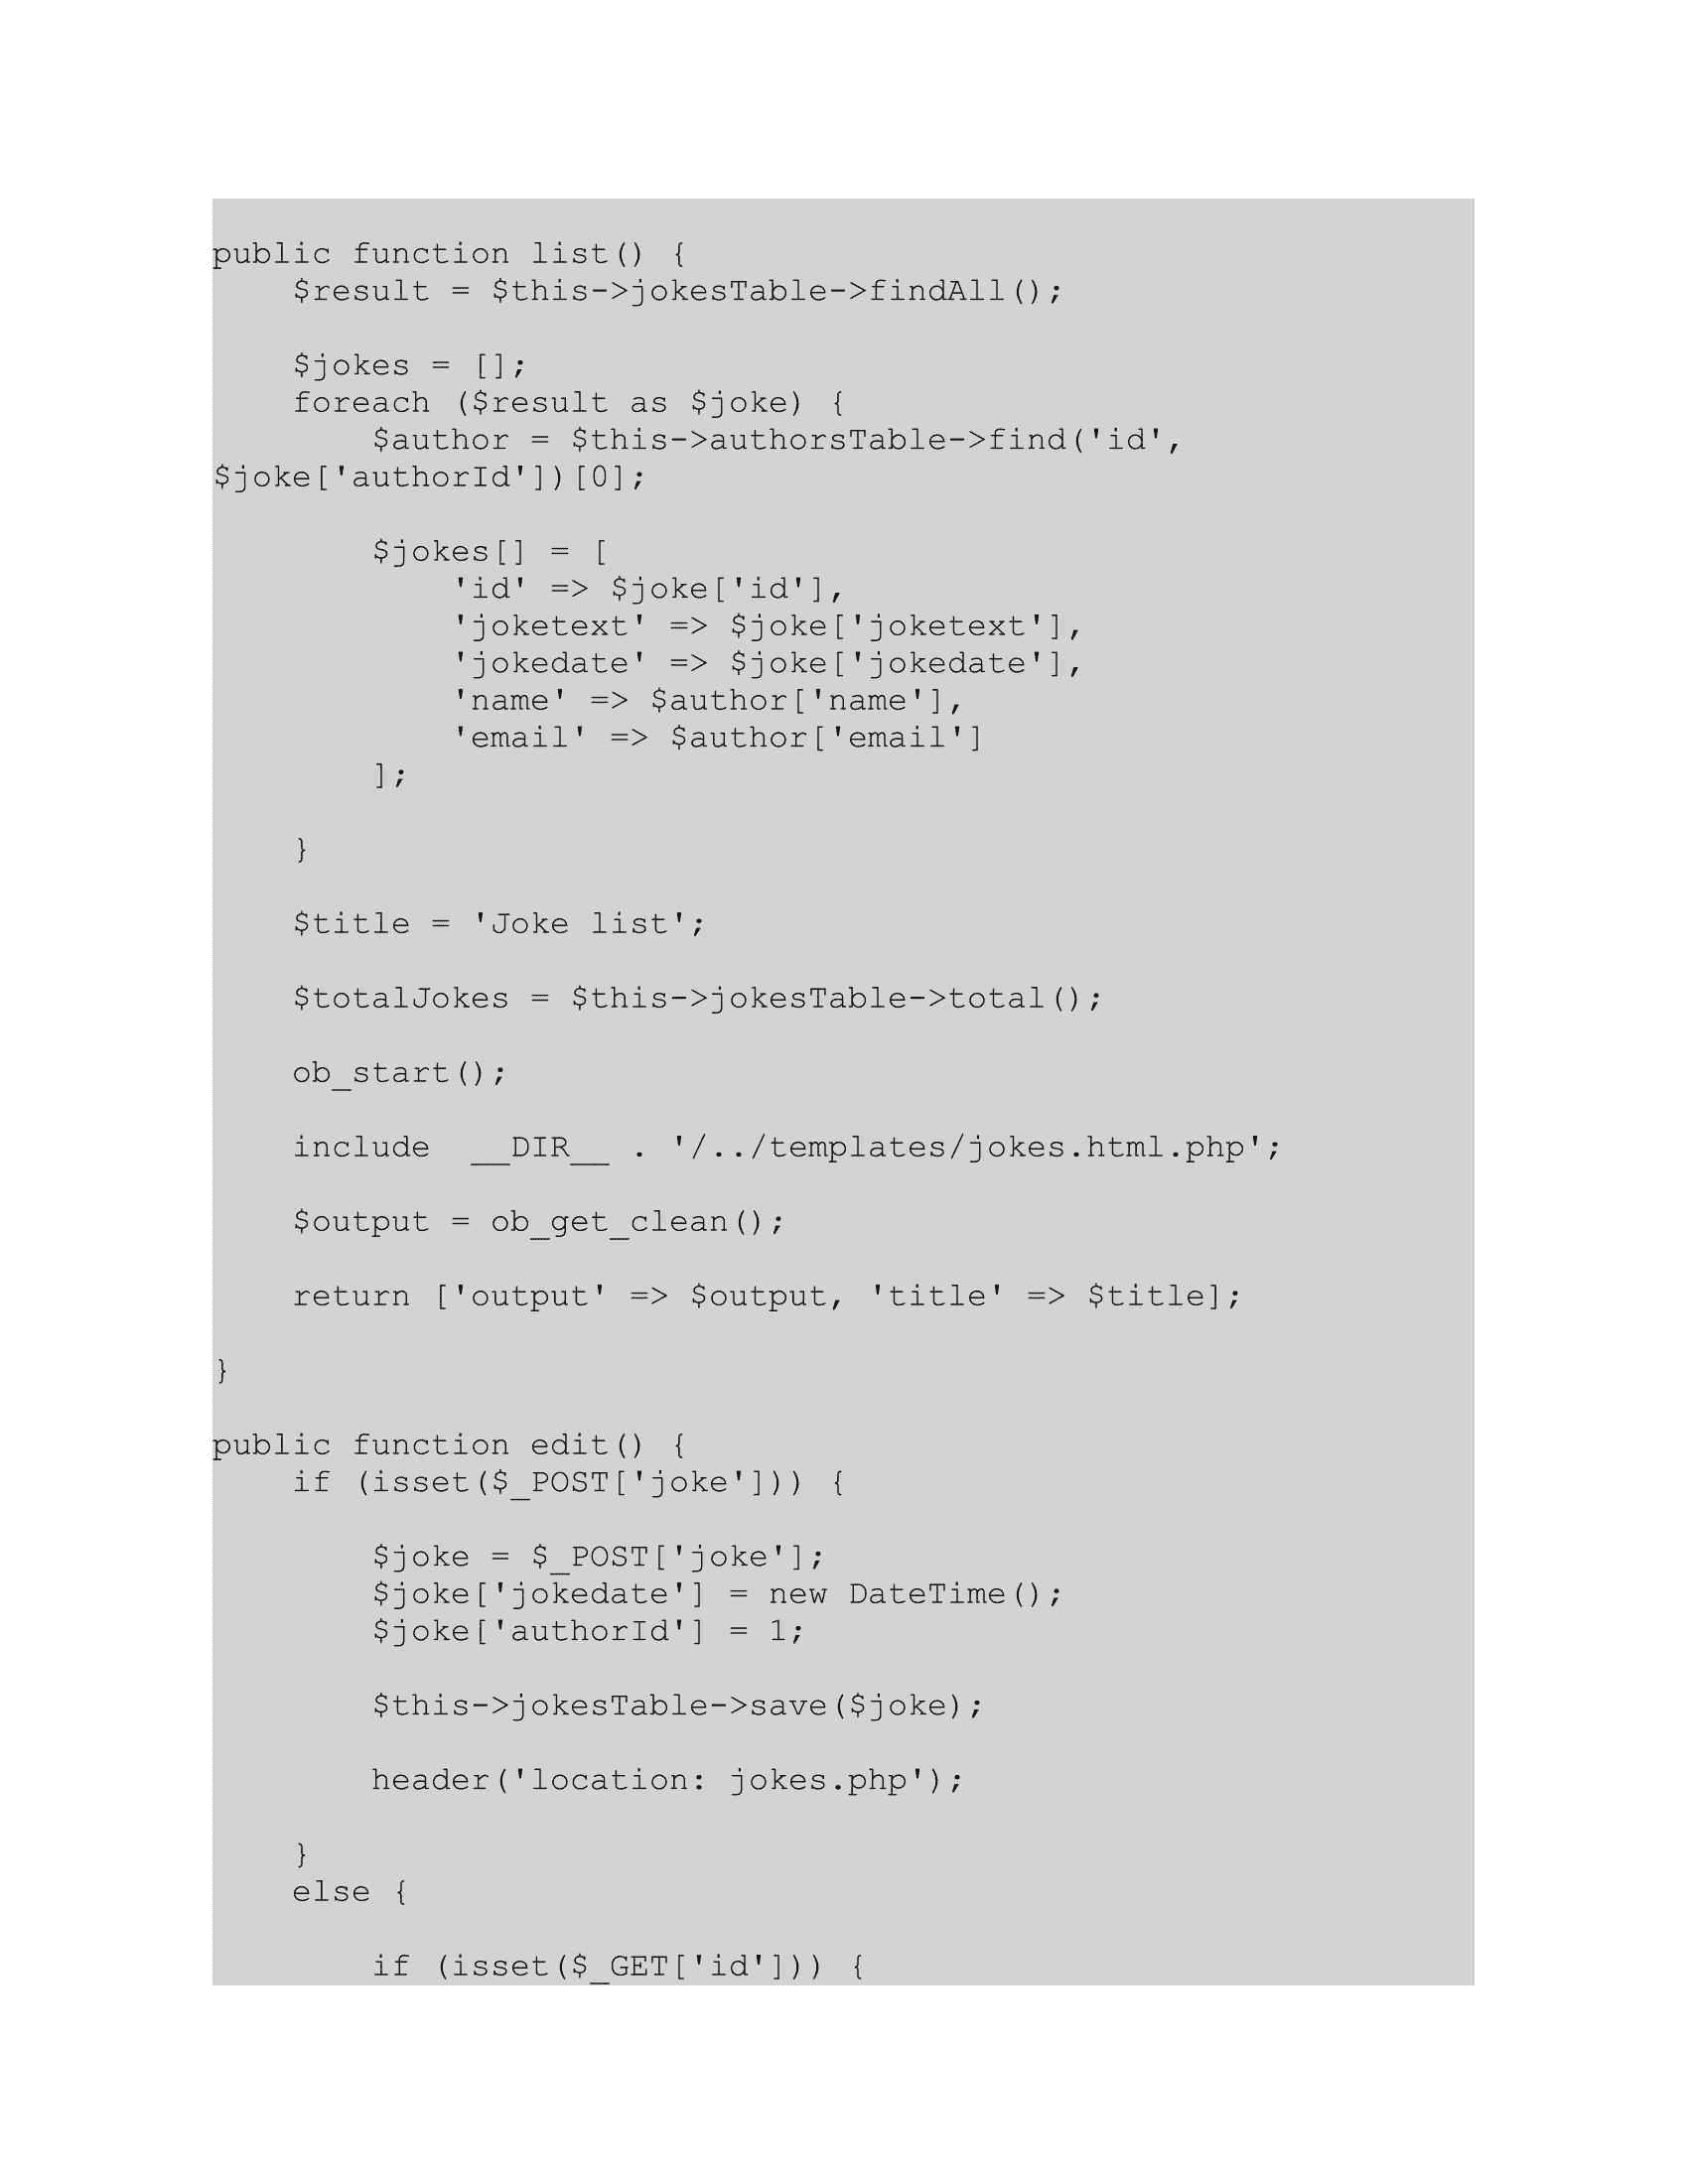 public function list() {
    $result = $this->jokesTable->findAll();

    $jokes = [];
    foreach ($result as $joke) {
        $author = $this->authorsTable->find('id',
$joke['authorId'])[0];

        $jokes[] = [
            'id' => $joke['id'],
            'joketext' => $joke['joketext'],
            'jokedate' => $joke['jokedate'],
            'name' => $author['name'],
            'email' => $author['email']
        ];

    }

    $title = 'Joke list';

    $totalJokes = $this->jokesTable->total();

    ob_start();

    include  __DIR__ . '/../templates/jokes.html.php';

    $output = ob_get_clean();

    return ['output' => $output, 'title' => $title];

}

public function edit() {
    if (isset($_POST['joke'])) {

        $joke = $_POST['joke'];
        $joke['jokedate'] = new DateTime();
        $joke['authorId'] = 1;

        $this->jokesTable->save($joke);

        header('location: jokes.php');

    }
    else {

        if (isset($_GET['id'])) {